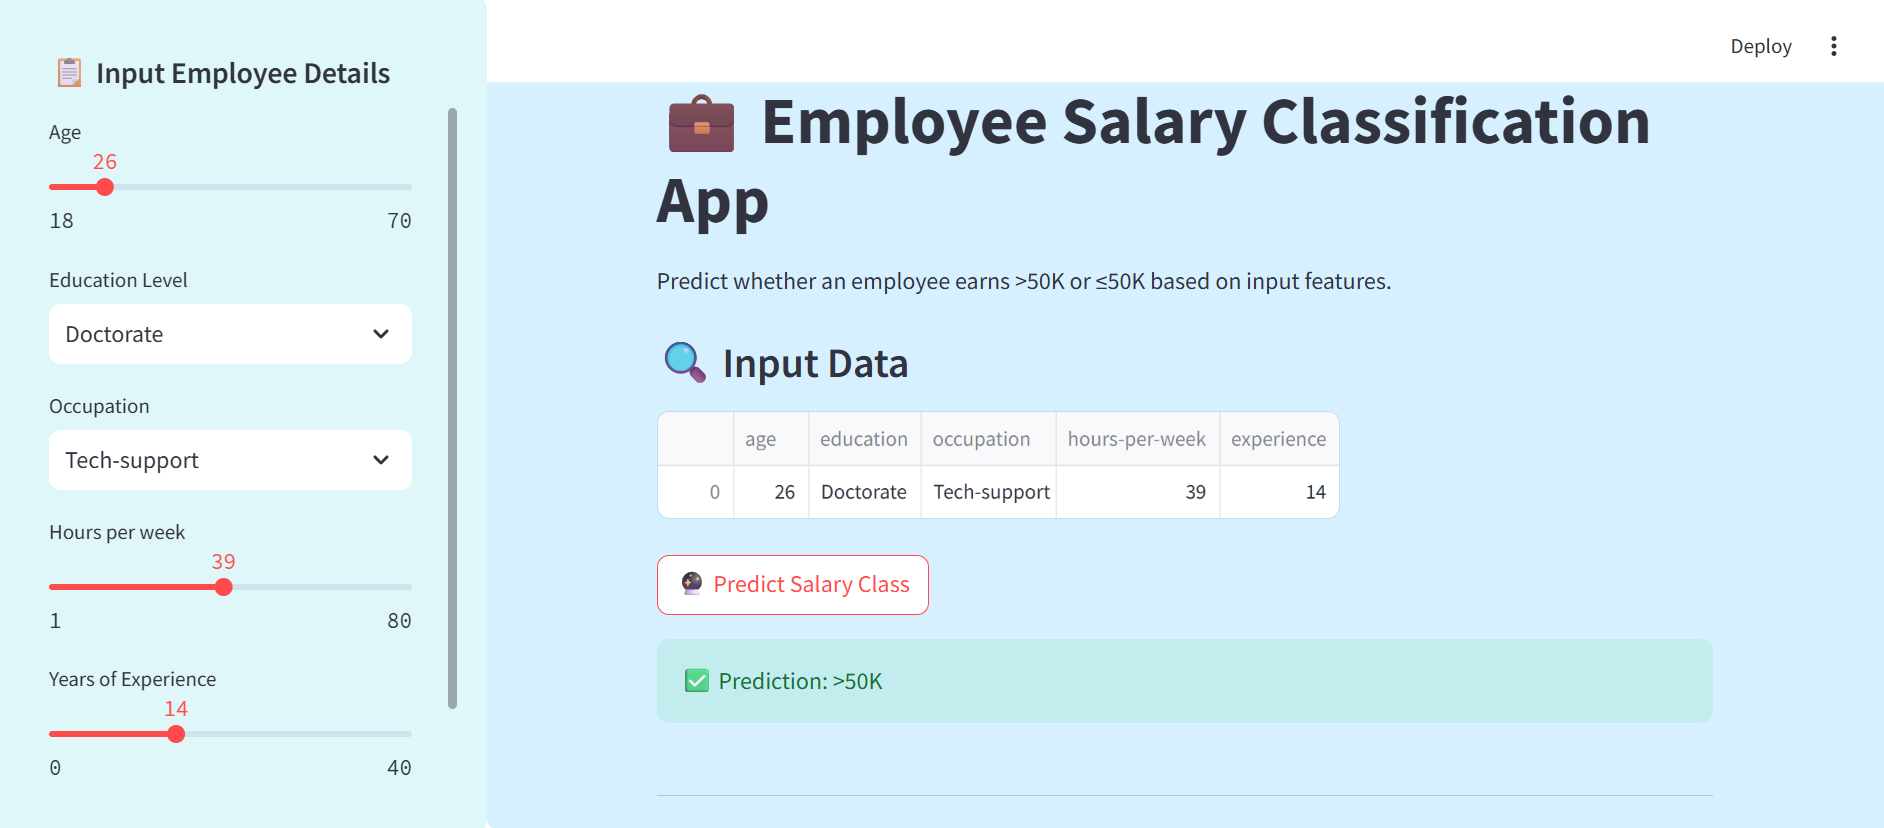 Input Employee Details
Age
26
18 70
Education Level
Doctorate
Occupation
Tech-support
Hours per week
39
1 80
Years of Experience
14
0 40
Deploy
Employee Salary Classification
App
Predict whether an employee earns >50K or ≤50K based on input features.
Input Data
age education occupation hours-per-week experience
0 26 Doctorate Tech-support 39 14
Predict Salary Class
Prediction: >50K